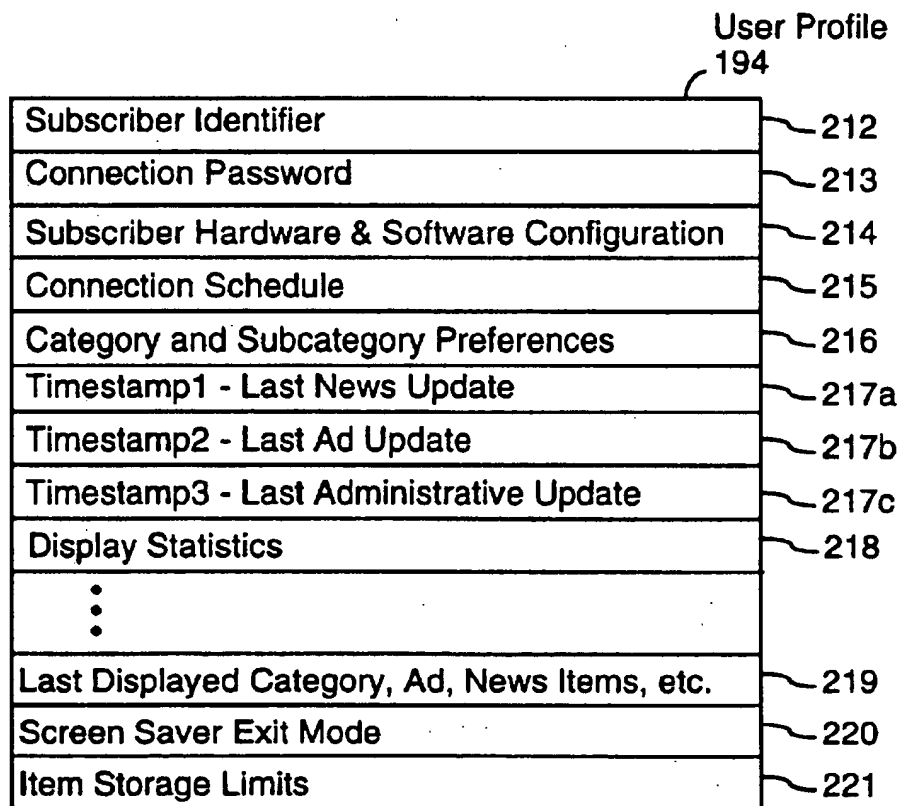 User Profile
194
Subscriber Identifier 212
Connection Password 213
Subscriber Hardware & Software Configuration 214
Connection Schedule 215
Category and Subcategory Preferences 216
Timestamp1 - Last News Update 217a
Timestamp2 - Last Ad Update 217b
Timestamp3 - Last Administrative Update 217c
Display Statistics 218
Last Displayed Category, Ad, News Items, etc. 219
Screen Saver Exit Mode 220
Item Storage Limits 221